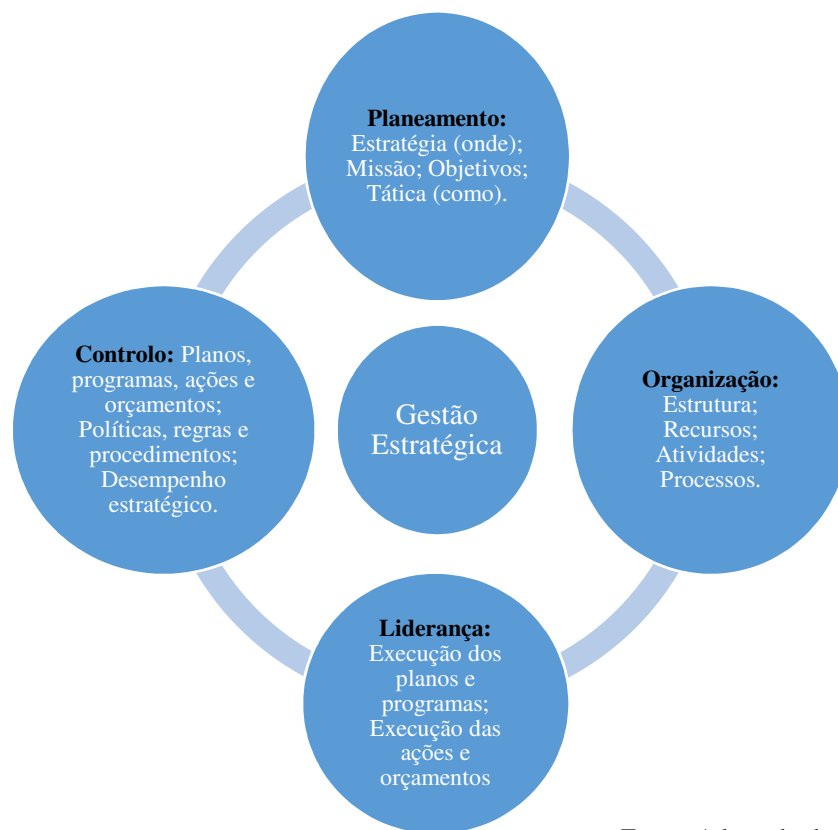 Planeamento:
Estratégia (onde);
Missão; Objetivos;
Tática (como).
Controlo: Planos,
programas, ações e
orçamentos;
Políticas, regras e
procedimentos;
Desempenho
estratégico.
Gestão
Estratégica
Organização:
Estrutura;
Recursos;
Atividades;
Processos.
Liderança:
Execução dos
planos e
programas;
Execução das
ações e
orçamentos